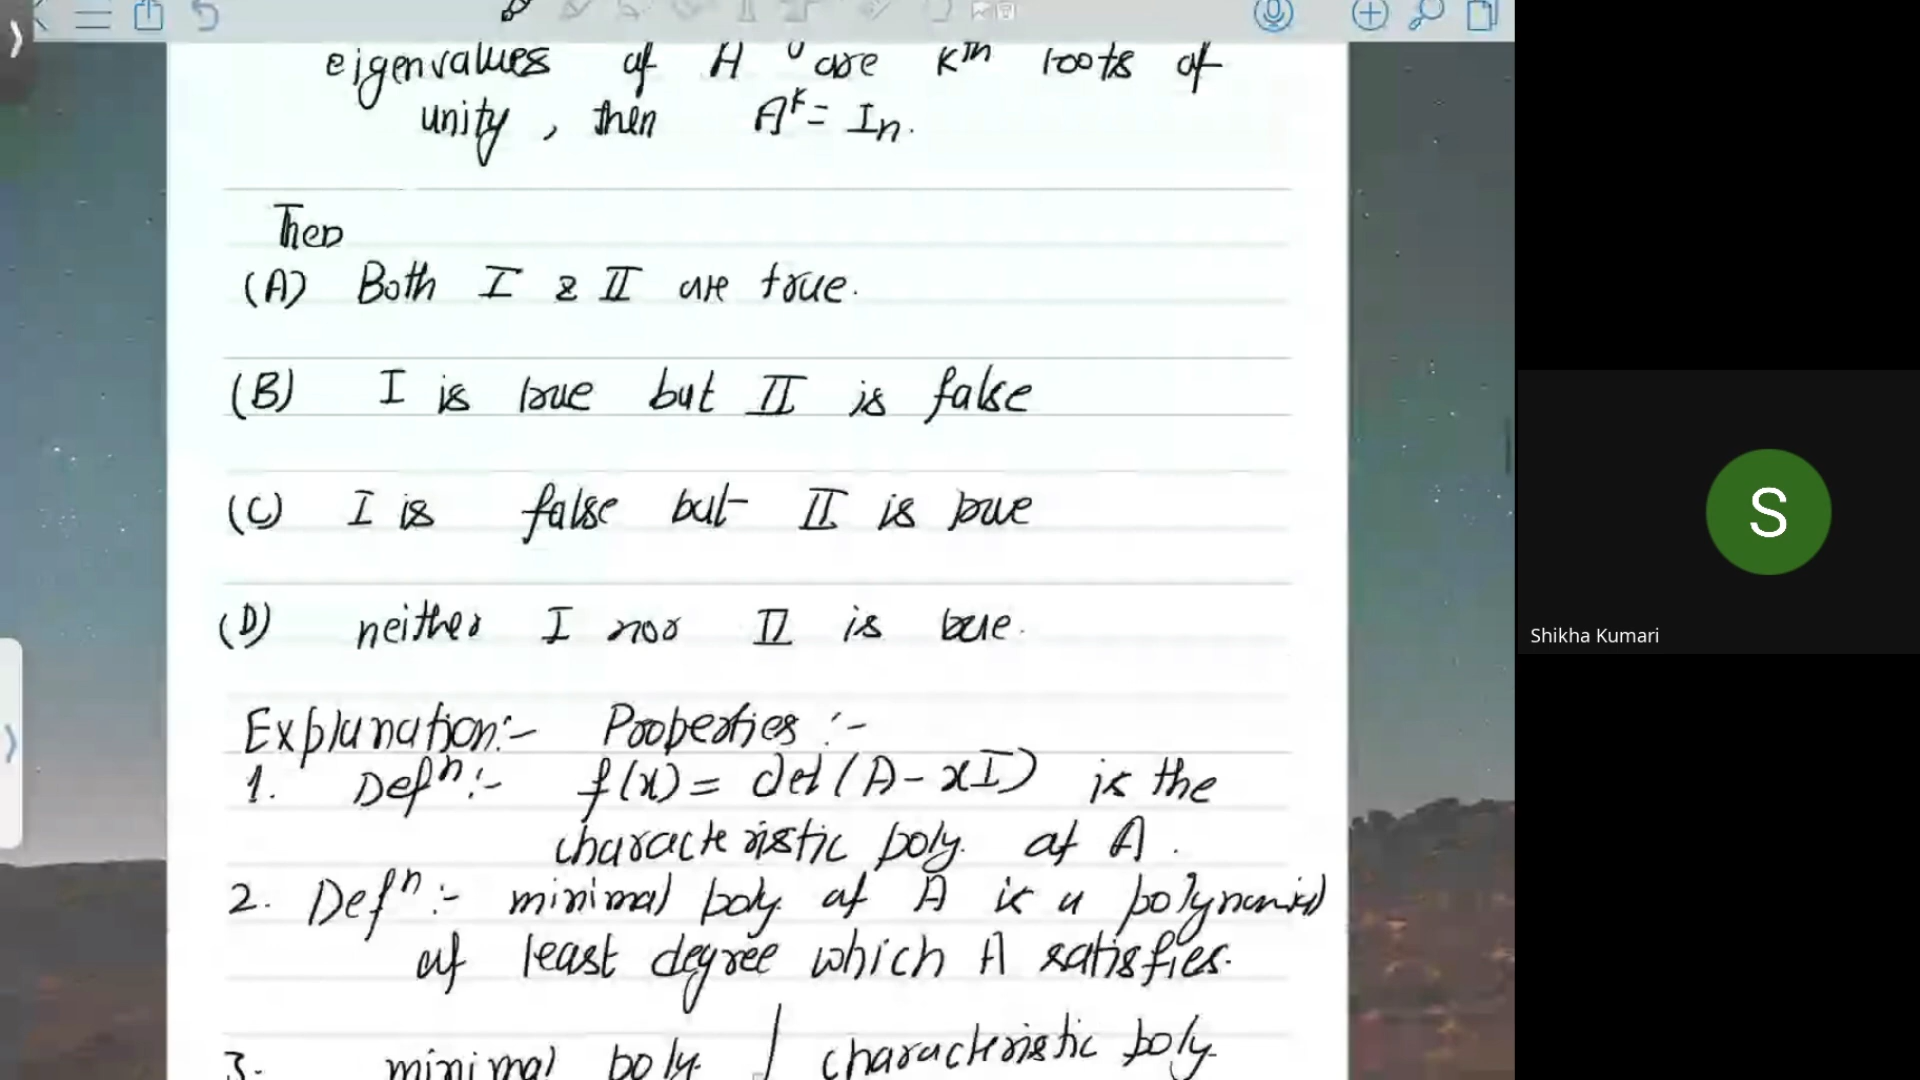 eigenvalues of A are kth roots of
unity, then A^k = In.
Then
(A) Both I & II are true.
(B) I is true but II is false
(C) I is false but II is true
(D) neither I nor II is true.
Explanation:- Properties :-
1. Defn:- f(x) = det(A - xI) is the
characteristic poly. of A.
2. Defn:- minimal poly. of A is a polynomial
of least degree which A satisfies.
3. minimal poly. | characteristic poly.
S
Shikha Kumari